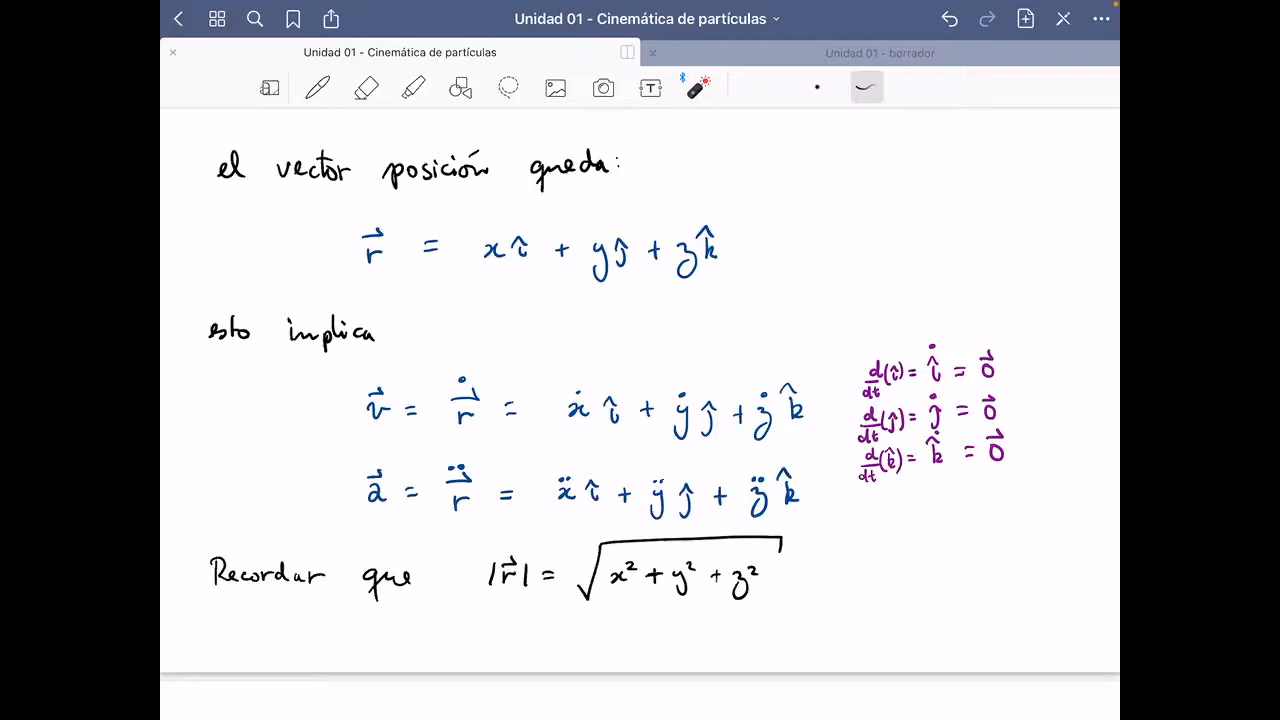 Unidad 01 - Cinemática de partículas
Unidad 01 - Cinemática de partículas
Unidad 01 - borrador
T
el vector posición queda:
r⃗ = x î + y ĵ + z k̂
esto implica
v⃗ = ṙ⃗ = ẋ î + ẏ ĵ + ż k̂
a⃗ = r̈⃗ = ẍ î + ÿ ĵ + z̈ k̂
d/dt (î) = î̇ = 0⃗
d/dt (ĵ) = ĵ̇ = 0⃗
d/dt (k̂) = k̂̇ = 0⃗
Recordar que |r⃗| = √(x² + y² + z²)